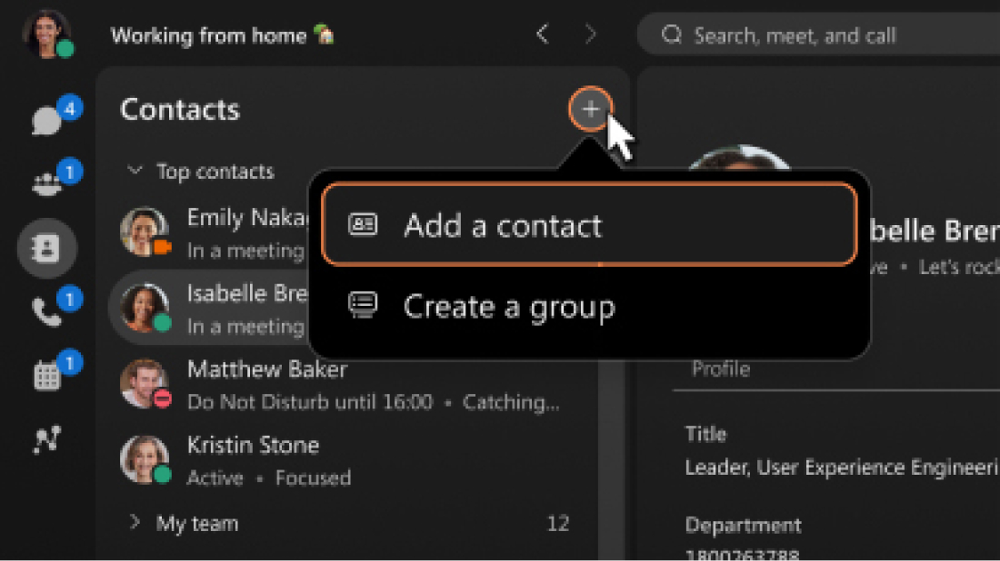 Working from home
Search, meet, and call
4
Contacts
+
1
Top contacts
Emily Naka
In a meeting
Add a contact
Isabelle Bre
In a meeting
Create a group
belle Bren
ve • Let's rock
1
Matthew Baker
Do Not Disturb until 16:00 • Catching...
1
Profile
Kristin Stone
Active • Focused
Title
Leader, User Experience Engineeri
My team
12
Department
1800263788